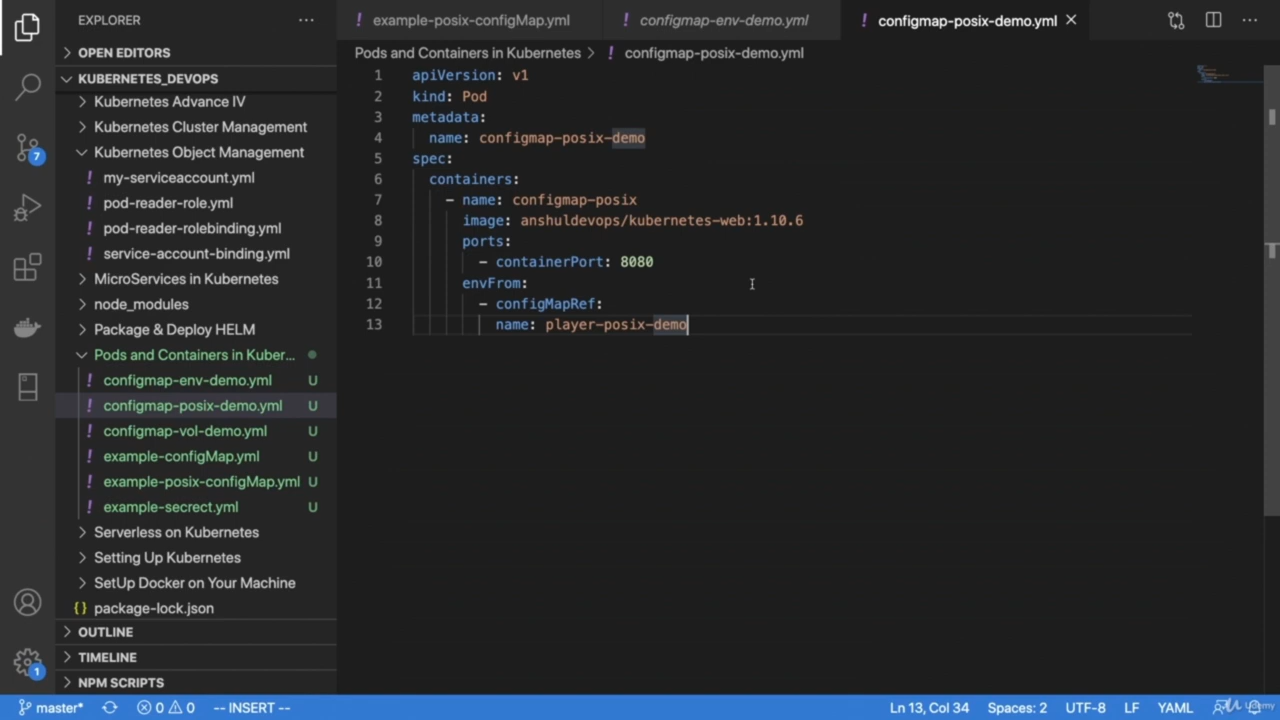 EXPLORER
···
example-posix-configMap.yml
configmap-env-demo.yml
configmap-posix-demo.yml
OPEN EDITORS
KUBERNETES_DEVOPS
Kubernetes Advance IV
Kubernetes Cluster Management
Kubernetes Object Management
my-serviceaccount.yml
pod-reader-role.yml
pod-reader-rolebinding.yml
service-account-binding.yml
MicroServices in Kubernetes
node_modules
Package & Deploy HELM
Pods and Containers in Kuber...
configmap-env-demo.yml U
configmap-posix-demo.yml U
configmap-vol-demo.yml U
example-configMap.yml U
example-posix-configMap.yml U
example-secrect.yml U
Serverless on Kubernetes
Setting Up Kubernetes
SetUp Docker on Your Machine
{} package-lock.json
OUTLINE
TIMELINE
NPM SCRIPTS
7
1
Pods and Containers in Kubernetes > ! configmap-posix-demo.yml
1 apiVersion: v1
2 kind: Pod
3 metadata:
4 name: configmap-posix-demo
5 spec:
6 containers:
7 - name: configmap-posix
8 image: anshuldevops/kubernetes-web:1.10.6
9 ports:
10 - containerPort: 8080
11 envFrom:
12 - configMapRef:
13 name: player-posix-demo
master* 0 0 -- INSERT -- Ln 13, Col 34 Spaces: 2 UTF-8 LF YAML
Udemy